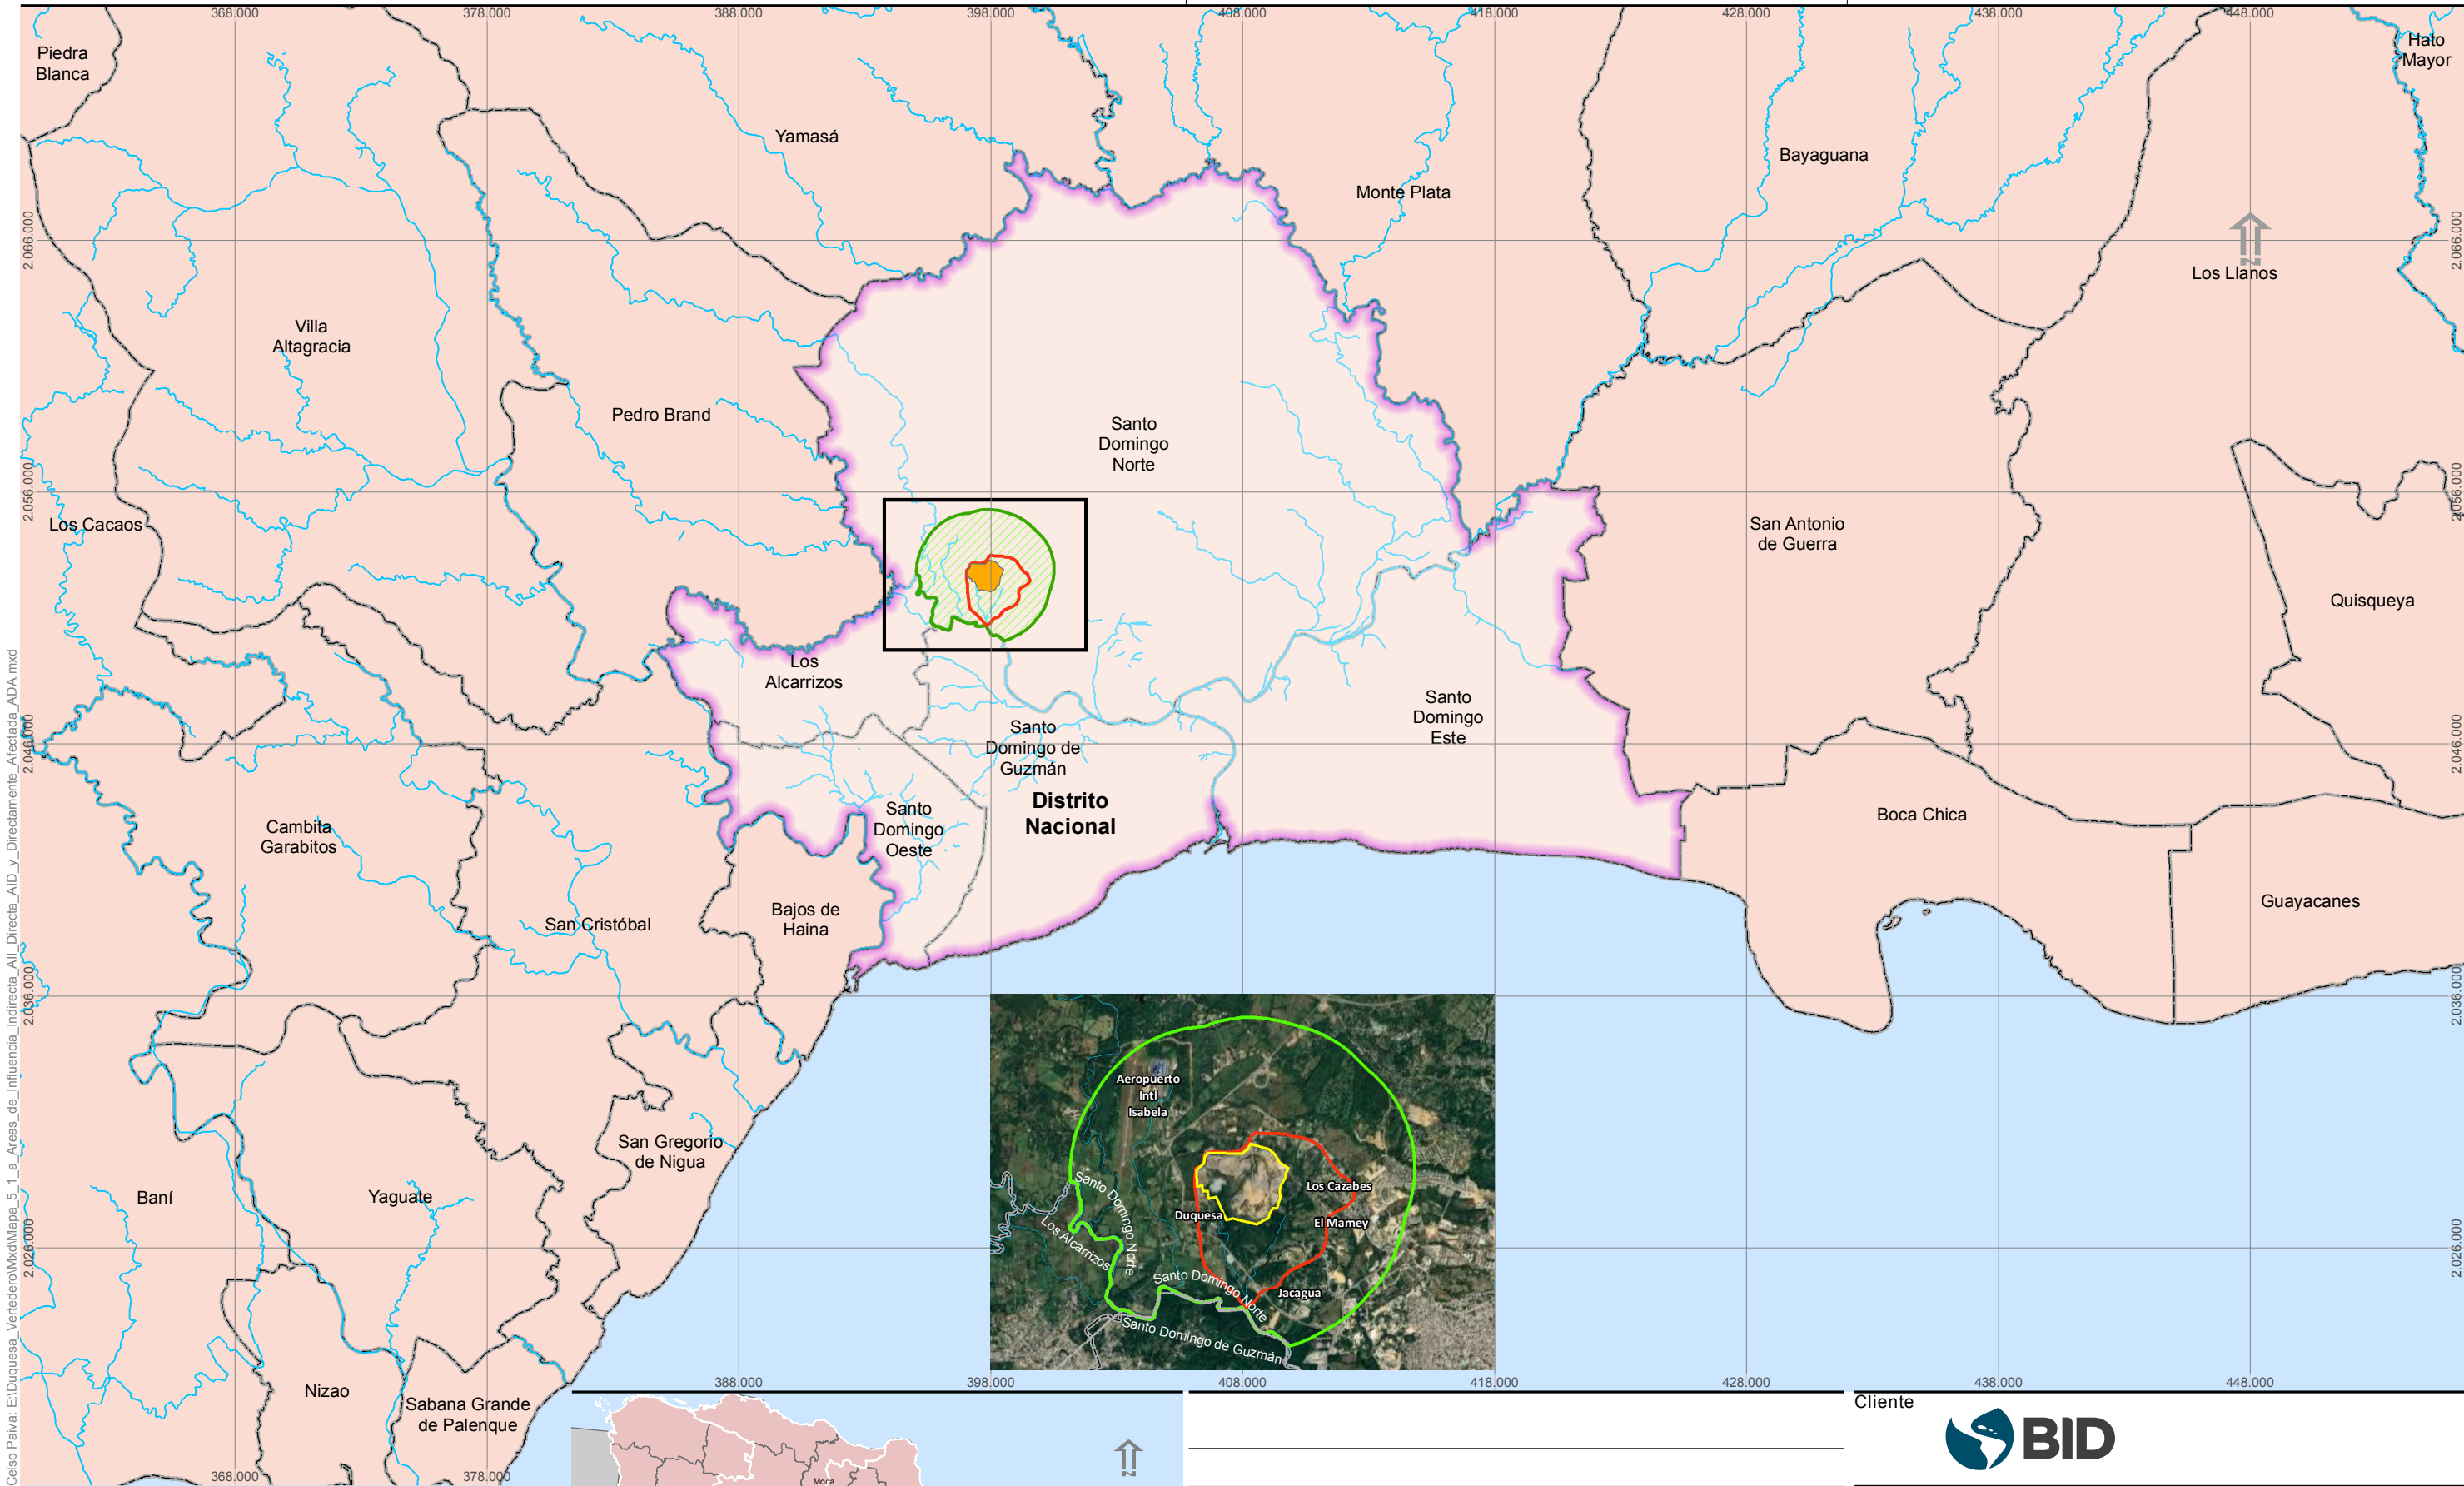 368.000
378.000
388.000
398.000
408.000
418.000
428.000
438.000
448.000
Piedra
Blanca
Hato
Mayor
Yamasá
Bayaguana
Monte Plata
2.066.000
2.066.000
N
Los Llanos
Villa
Altagracia
Pedro Brand
Santo
Domingo
Norte
2.056.000
2.056.000
Los Cacaos
San Antonio
de Guerra
Quisqueya
Los
Alcarrizos
Santo
Domingo
Este
Santo
Domingo de
Guzmán
2.046.000
2.046.000
Distrito
Nacional
Santo
Domingo
Oeste
Boca Chica
Cambita
Garabitos
Guayacanes
Bajos de
Haina
San Cristóbal
2.036.000
2.036.000
Aeropuerto
Intl
Isabela
San Gregorio
de Nigua
Baní
Yaguate
Los Cazabes
Duquesa
El Mamey
Santo Domingo Norte
Los Alcarrizos
Santo Domingo Norte
Jacagua
Santo Domingo de Guzmán
2.026.000
2.026.000
Nizao
Sabana Grande
de Palenque
388.000
398.000
408.000
418.000
428.000
438.000
448.000
368.000
378.000
Moca
N
Cliente
BID
Celso Paiva: E:\Duquesa_Vertedero\Mxd\Mapa_5_1_a_Areas_de_Influencia_Indirecta_AII_Directa_AID_y_Directamente_Afectada_ADA.mxd